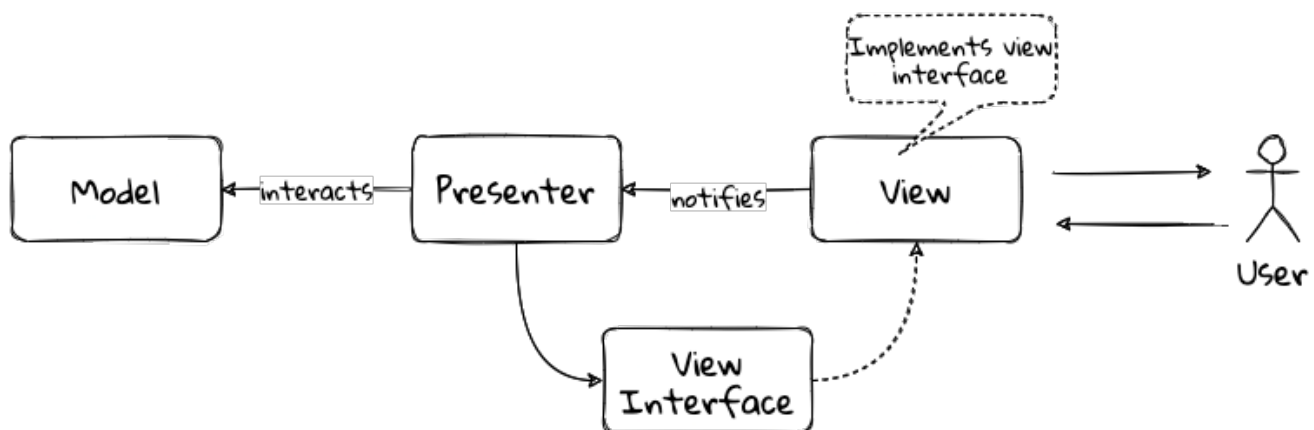 Implements view
interface
Model
interacts
Presenter
notifies
View
User
View
Interface